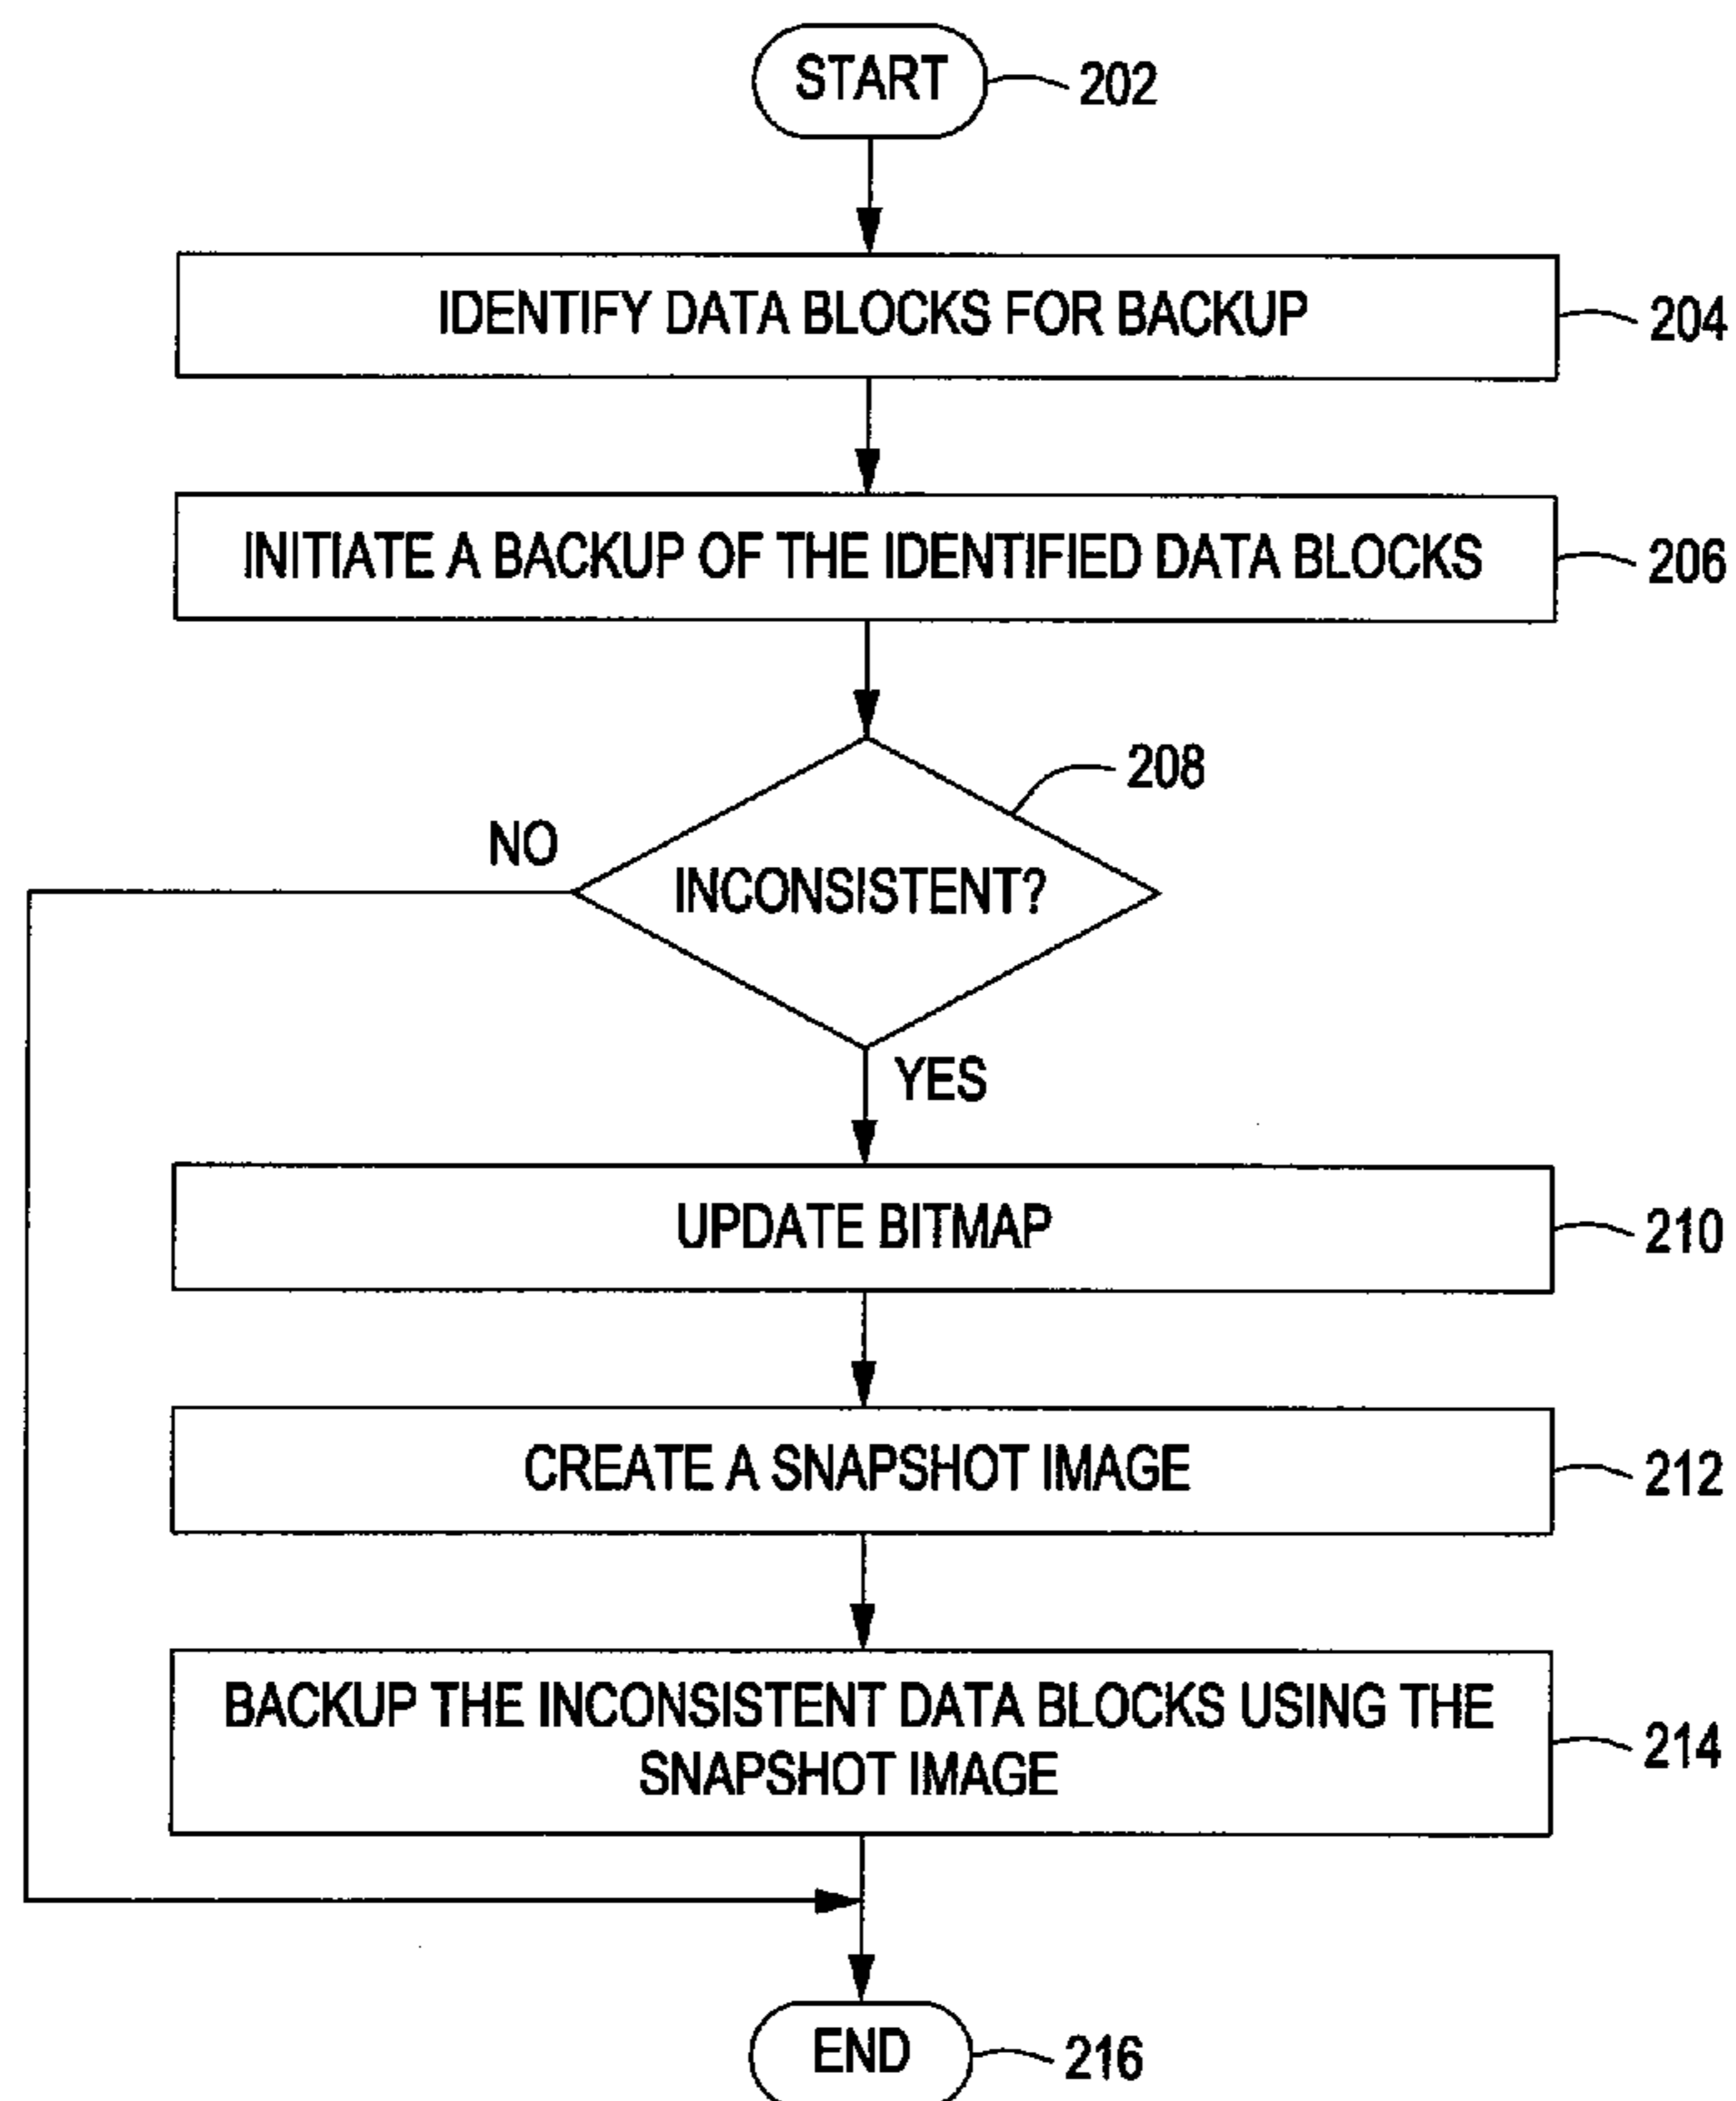 START
202
IDENTIFY DATA BLOCKS FOR BACKUP
204
INITIATE A BACKUP OF THE IDENTIFIED DATA BLOCKS
206
208
NO
INCONSISTENT?
YES
UPDATE BITMAP
210
CREATE A SNAPSHOT IMAGE
212
BACKUP THE INCONSISTENT DATA BLOCKS USING THE
SNAPSHOT IMAGE
214
END
216